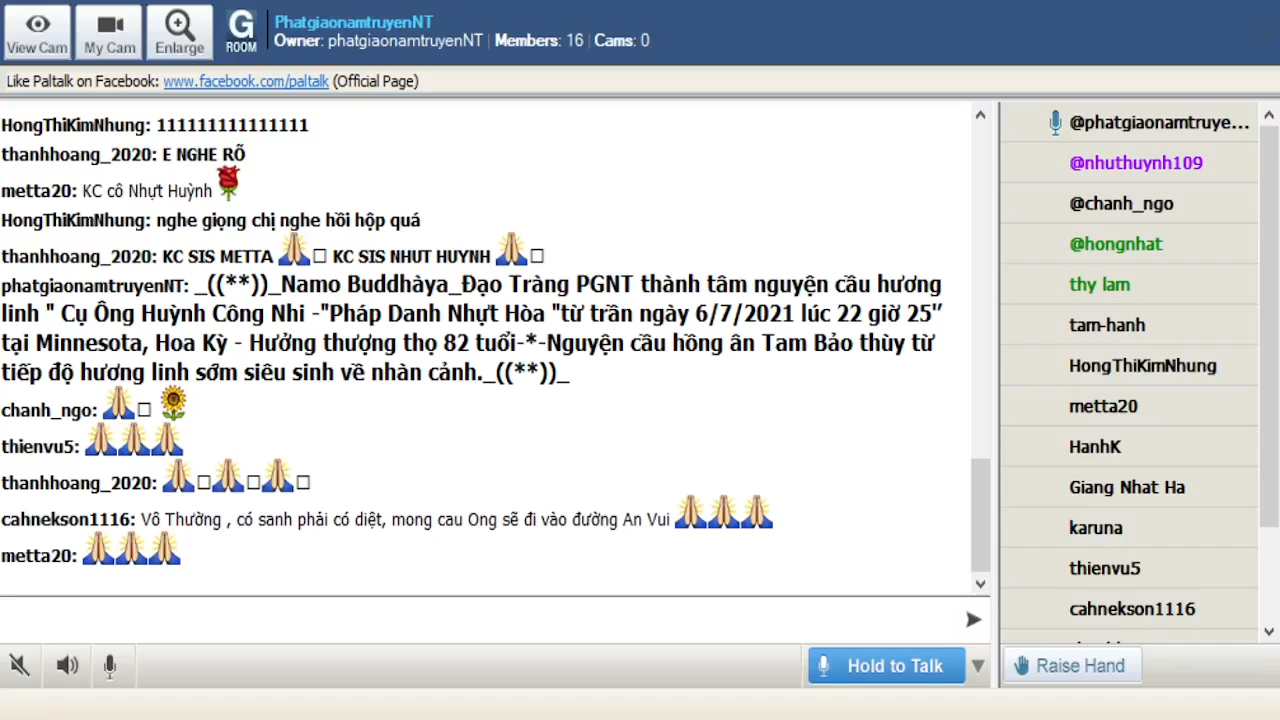 View Cam
My Cam
Enlarge
G
ROOM
PhatgiaonamtruyenNT
Owner: phatgiaonamtruyenNT | Members: 16 | Cams: 0
Like Paltalk on Facebook: www.facebook.com/paltalk (Official Page)
HongThiKimNhung: 111111111111111
thanhhoang_2020: E NGHE RÕ
metta20: KC cô Nhựt Huỳnh
HongThiKimNhung: nghe giọng chị nghe hồi hộp quá
thanhhoang_2020: KC SIS METTA KC SIS NHUT HUYNH
phatgiaonamtruyenNT: _((**))_Namo Buddhàya_Đạo Tràng PGNT thành tâm nguyện cầu hương
linh " Cụ Ông Huỳnh Công Nhi -"Pháp Danh Nhựt Hòa "từ trần ngày 6/7/2021 lúc 22 giờ 25"
tại Minnesota, Hoa Kỳ - Hưởng thượng thọ 82 tuổi-*-Nguyện cầu hồng ân Tam Bảo thùy từ
tiếp độ hương linh sớm siêu sinh về nhàn cảnh._((**))_
chanh_ngo:
thienvu5:
thanhhoang_2020:
cahnekson1116: Vô Thường , có sanh phải có diệt, mong cau Ong sẽ đi vào đường An Vui
metta20:
@phatgiaonamtruye...
@nhuthuynh109
@chanh_ngo
@hongnhat
thy lam
tam-hanh
HongThiKimNhung
metta20
HanhK
Giang Nhat Ha
karuna
thienvu5
cahnekson1116
Hold to Talk
Raise Hand